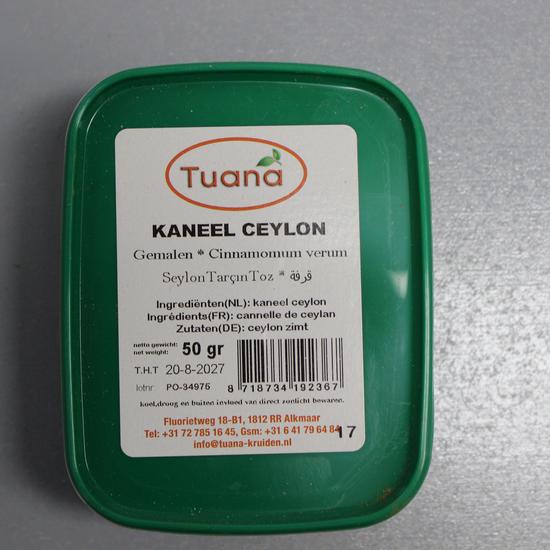 Tuana
KANEEL CEYLON
Gemalen * Cinnamomum verum
SeylonTarçınToz * قرفة
Ingrediënten(NL): kaneel ceylon
Ingrédients(FR): cannelle de ceylan
Zutaten(DE): ceylon zimt
netto gewicht:
net weight: 50 gr
T.H.T 20-8-2027
lotnr: PO-34975
8 718734 192367
koel,droog en buiten invloed van direct zonlicht bewaren.
Fluorietweg 18-B1, 1812 RR Alkmaar
Tel: +31 72 785 16 45, Gsm: +31 6 41 79 64 84
17
info@tuana-kruiden.nl